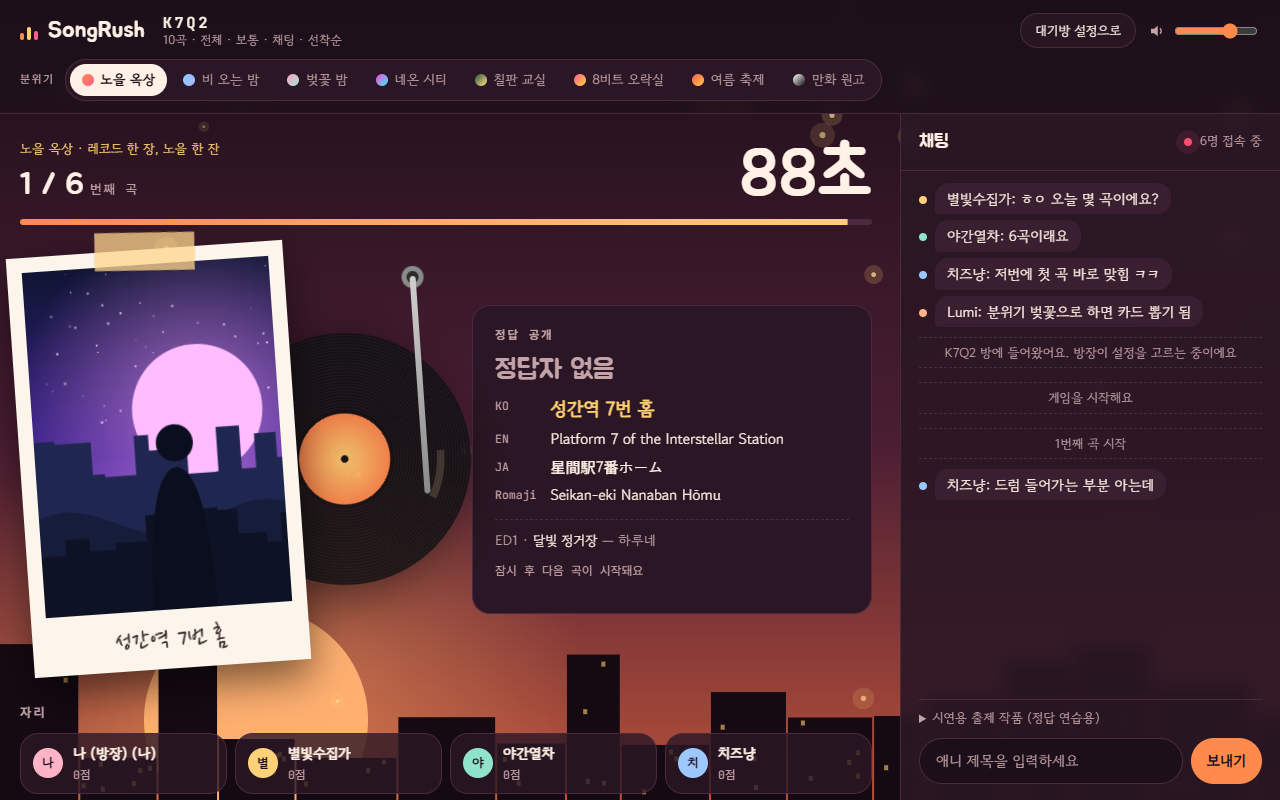 SongRush
K7Q2
10곡 · 전체 · 보통 · 채팅 · 선착순
대기방 설정으로
분위기
노을 옥상
비 오는 밤
벚꽃 밤
네온 시티
칠판 교실
8비트 오락실
여름 축제
만화 원고
노을 옥상 · 레코드 한 장, 노을 한 잔
1 / 6 번째 곡
88초
성간역 7번 홈
정답 공개
정답자 없음
KO 성간역 7번 홈
EN Platform 7 of the Interstellar Station
JA 星間駅7番ホーム
Romaji Seikan-eki Nanaban Hōmu
ED1 · 달빛 정거장 — 하루네
잠시 후 다음 곡이 시작돼요
자리
나 나 (방장) (나)
0점
별 별빛수집가
0점
야 야간열차
0점
치 치즈냥
0점
채팅
6명 접속 중
별빛수집가: ㅎㅇ 오늘 몇 곡이에요?
야간열차: 6곡이래요
치즈냥: 저번에 첫 곡 바로 맞힘 ㅋㅋ
Lumi: 분위기 벚꽃으로 하면 카드 뽑기 됨
K7Q2 방에 들어왔어요. 방장이 설정을 고르는 중이에요
게임을 시작해요
1번째 곡 시작
치즈냥: 드럼 들어가는 부분 아는데
▶ 시연용 출제 작품 (정답 연습용)
애니 제목을 입력하세요
보내기